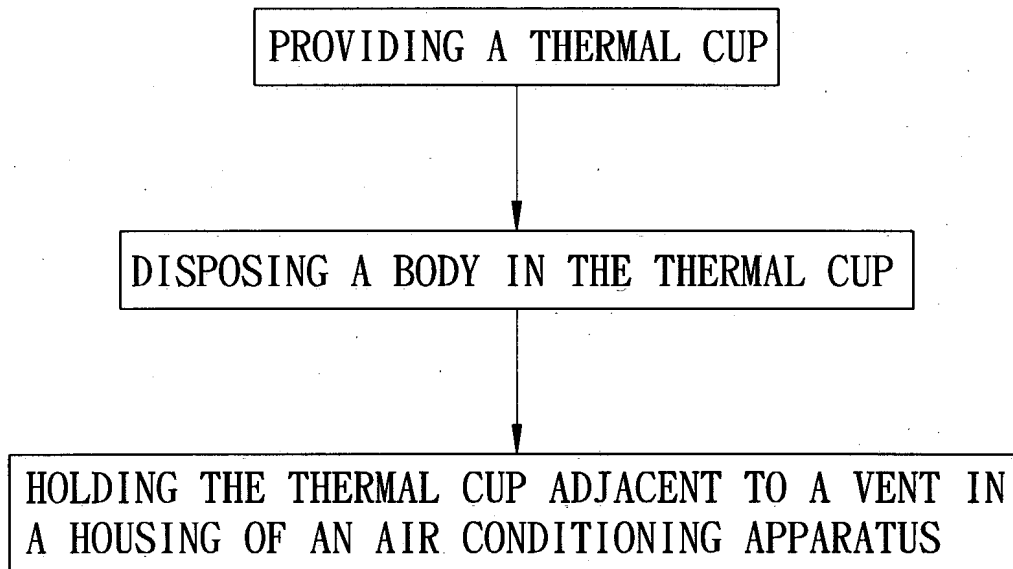 PROVIDING A THERMAL CUP
DISPOSING A BODY IN THE THERMAL CUP
HOLDING THE THERMAL CUP ADJACENT TO A VENT IN
A HOUSING OF AN AIR CONDITIONING APPARATUS